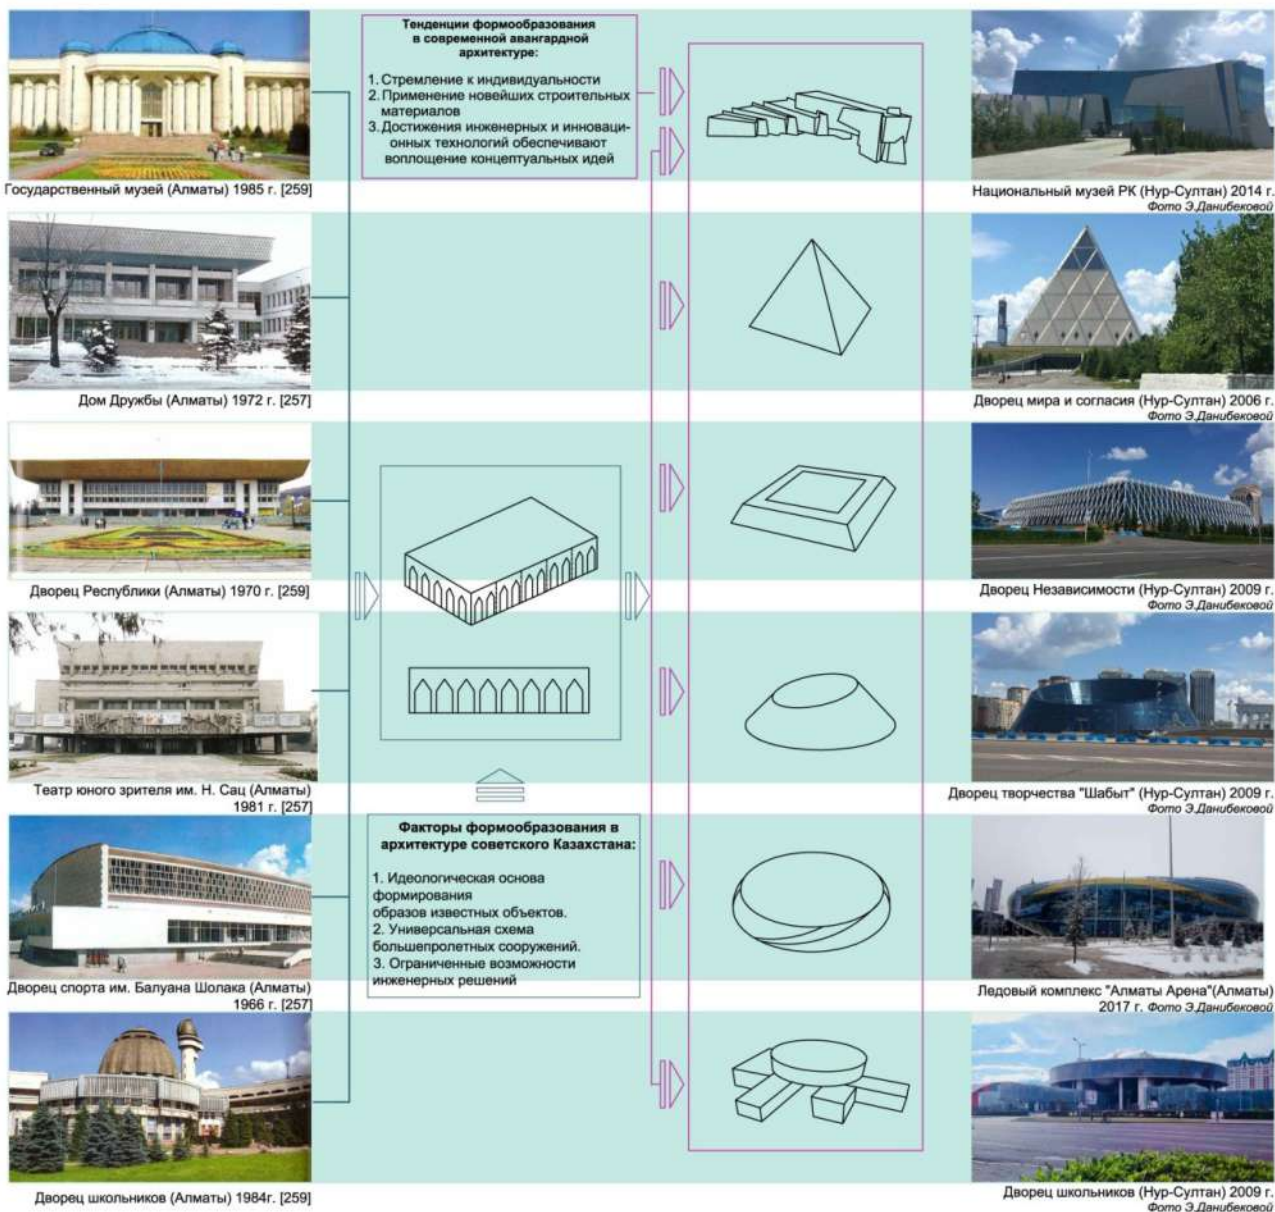 Тенденции формообразования
в современной авангардной
архитектуре:
1. Стремление к индивидуальности
2. Применение новейших строительных
материалов
3. Достижения инженерных и инноваци-
онных технологий обеспечивают
воплощение концептуальных идей
Государственный музей (Алматы) 1985 г. [259]
Национальный музей РК (Нур-Султан) 2014 г.
Фото Э.Данибековой
Дом Дружбы (Алматы) 1972 г. [257]
Дворец мира и согласия (Нур-Султан) 2006 г.
Фото Э.Данибековой
Дворец Республики (Алматы) 1970 г. [259]
Дворец Независимости (Нур-Султан) 2009 г.
Фото Э.Данибековой
Театр юного зрителя им. Н. Сац (Алматы)
1981 г. [257]
Дворец творчества "Шабыт" (Нур-Султан) 2009 г.
Фото Э.Данибековой
Факторы формообразования в
архитектуре советского Казахстана:
1. Идеологическая основа
формирования
образов известных объектов.
2. Универсальная схема
большепролетных сооружений.
3. Ограниченные возможности
инженерных решений
Дворец спорта им. Балуана Шолака (Алматы)
1966 г. [257]
Ледовый комплекс "Алматы Арена"(Алматы)
2017 г. Фото Э.Данибековой
Дворец школьников (Алматы) 1984г. [259]
Дворец школьников (Нур-Султан) 2009 г.
Фото Э.Данибековой